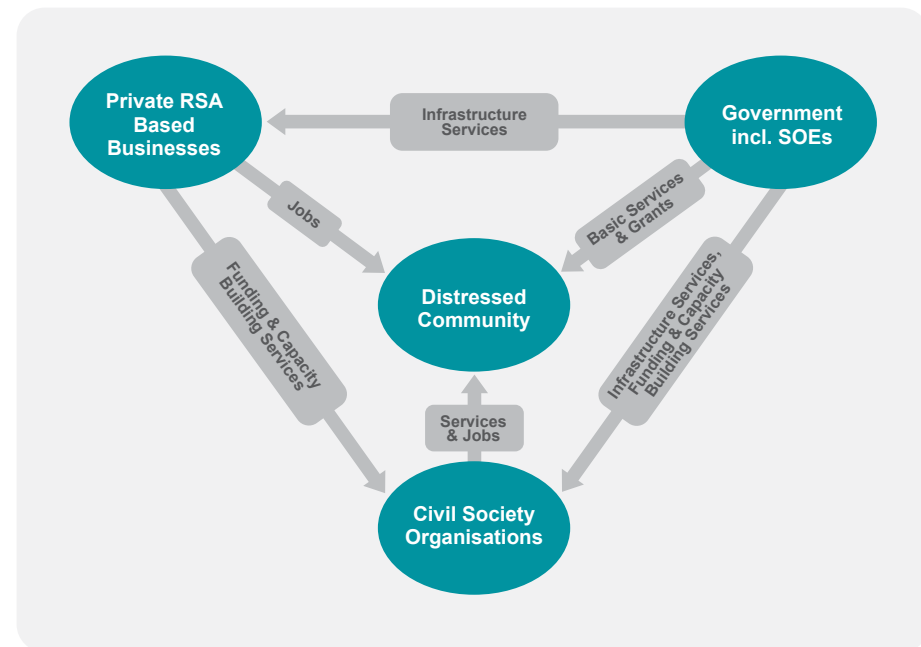 Private RSA
Based
Businesses
Infrastructure
Services
Government
incl. SOEs
Jobs
Basic Services
& Grants
Distressed
Community
Funding & Capacity
Building Services
Infrastructure Services,
Funding & Capacity
Building Services
Services
& Jobs
Civil Society
Organisations